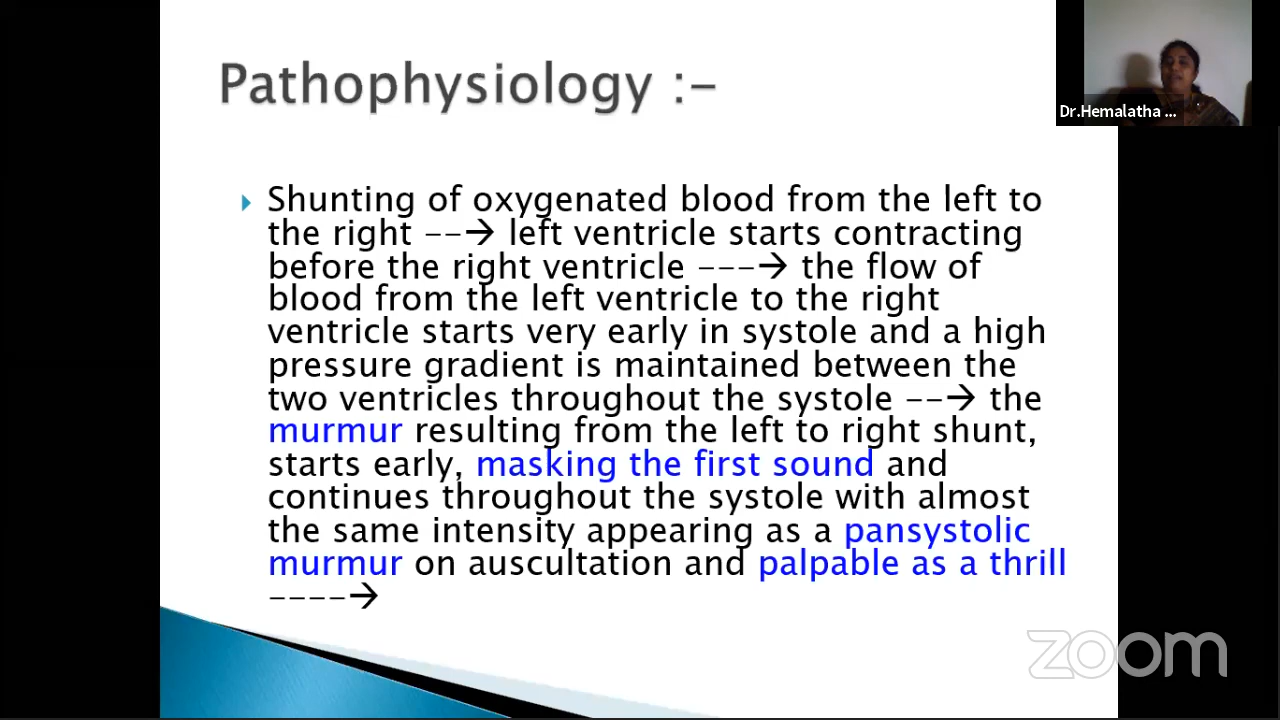 Pathophysiology :-
Dr.Hemalatha ...
Shunting of oxygenated blood from the left to
the right --→ left ventricle starts contracting
before the right ventricle ---→ the flow of
blood from the left ventricle to the right
ventricle starts very early in systole and a high
pressure gradient is maintained between the
two ventricles throughout the systole --→ the
murmur resulting from the left to right shunt,
starts early, masking the first sound and
continues throughout the systole with almost
the same intensity appearing as a pansystolic
murmur on auscultation and palpable as a thrill
----→
zoom